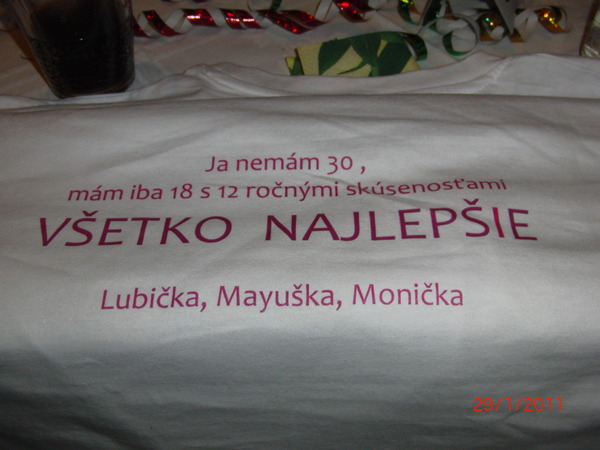 Ja nemám 30 ,
mám iba 18 s 12 ročnými skúsenosťami
VŠETKO NAJLEPŠIE
Lubička, Mayuška, Monička
29/1/2011